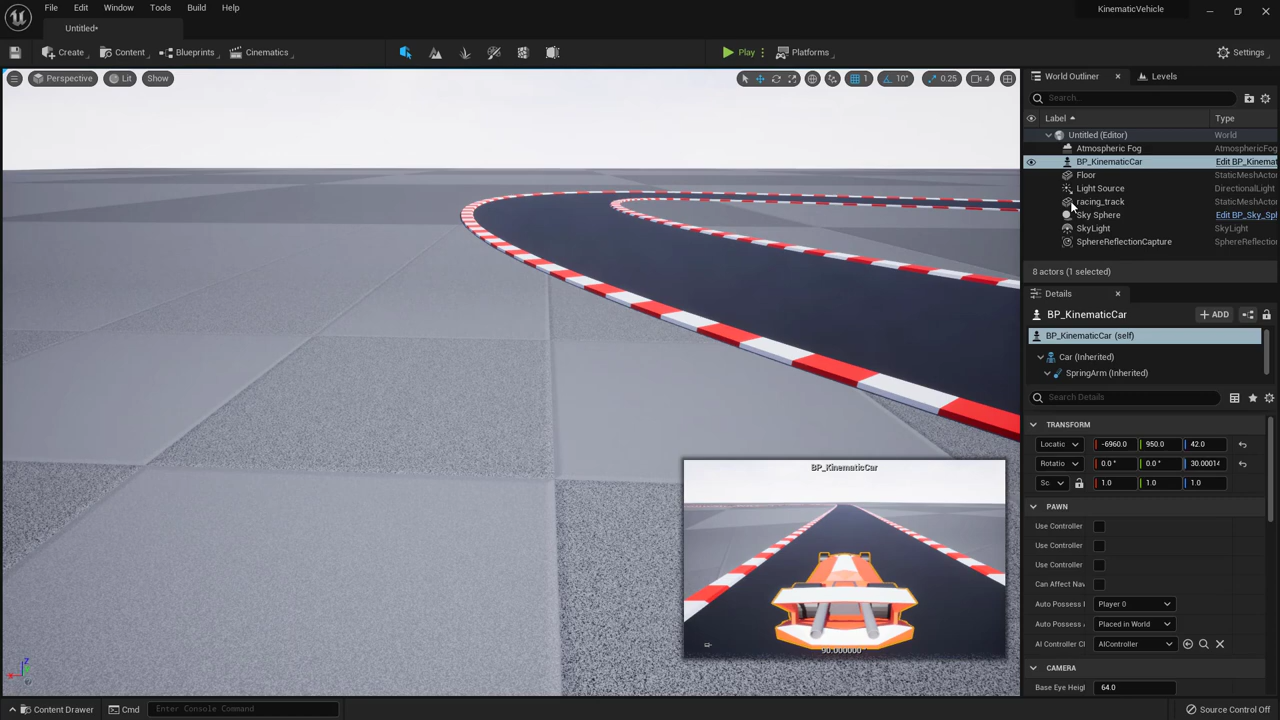 File Edit Window Tools Build Help
KinematicVehicle
Untitled*
Create Content Blueprints Cinematics Play Platforms Settings
Perspective Lit Show 1 10° 0.25 4
World Outliner Levels
Search...
Label Type
Untitled (Editor) World
Atmospheric Fog AtmosphericFog
BP_KinematicCar Edit BP_Kinemat
Floor StaticMeshActor
Light Source DirectionalLight
racing_track StaticMeshActor
Sky Sphere Edit BP_Sky_Sp
SkyLight SkyLight
SphereReflectionCapture SphereReflectio
8 actors (1 selected)
Details
BP_KinematicCar ADD
BP_KinematicCar (self)
Car (Inherited)
SpringArm (Inherited)
Search Details
TRANSFORM
Locatic -6960.0 950.0 42.0
Rotatio 0.0 ° 0.0 ° 30.00014
Sc 1.0 1.0 1.0
PAWN
Use Controller
Use Controller
Use Controller
Can Affect Nav
Auto Possess Player 0
Auto Possess Placed in World
AI Controller Cl AIController
CAMERA
Base Eye Heigl 64.0
BP_KinematicCar
90.000000°
Content Drawer Cmd Enter Console Command Source Control Off